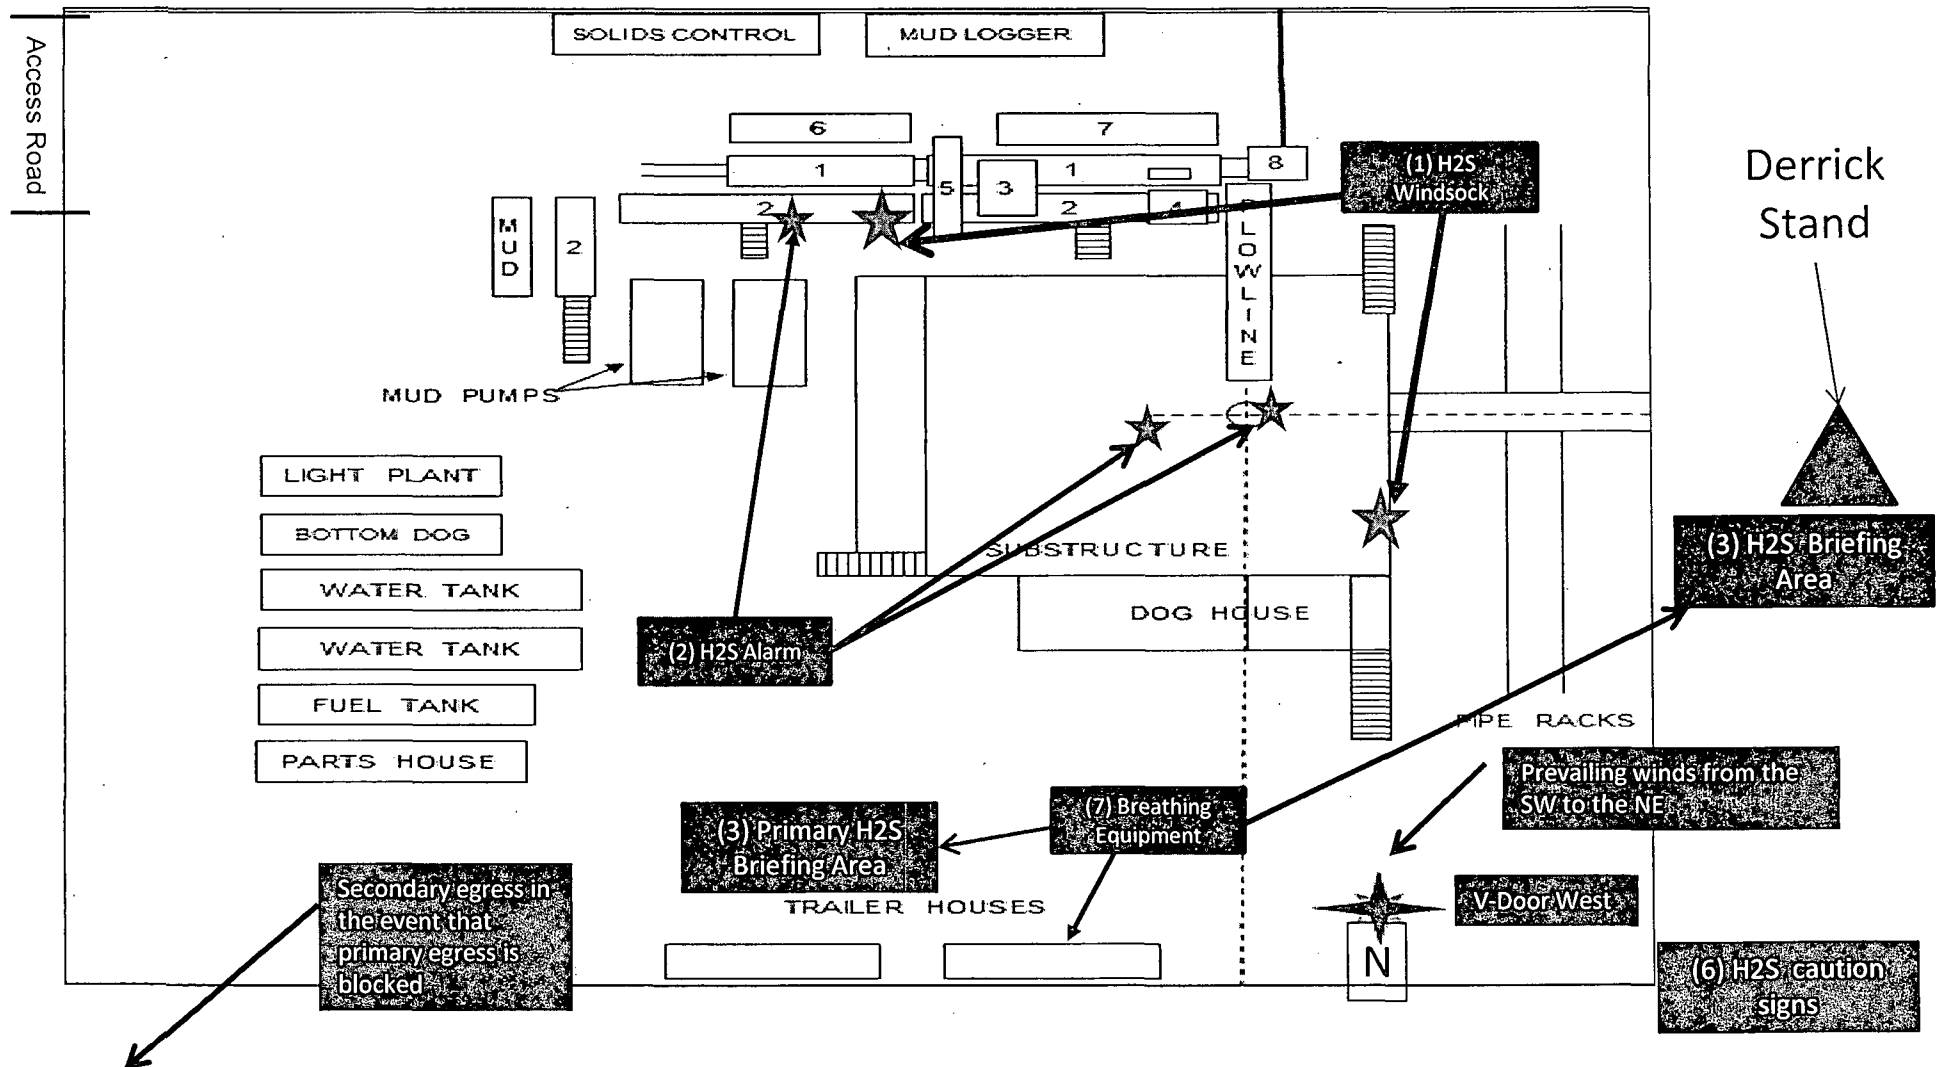 SOLIDS CONTROL
MUD LOGGER
Access Road
6
7
1
1
8
5
3
2
2
4
MUD
2
(1) H2S
Windsock
Derrick
Stand
FLOWLINE
MUD PUMPS
LIGHT PLANT
BOTTOM DOG
WATER TANK
WATER TANK
FUEL TANK
PARTS HOUSE
SUBSTRUCTURE
DOG HOUSE
(2) H2S Alarm
(3) H2S Briefing
Area
PIPE RACKS
Prevailing winds from the
SW to the NE
(7) Breathing
Equipment
(3) Primary H2S
Briefing Area
TRAILER HOUSES
Secondary egress in
the event that
primary egress is
blocked
V-Door West
N
(6) H2S caution
signs